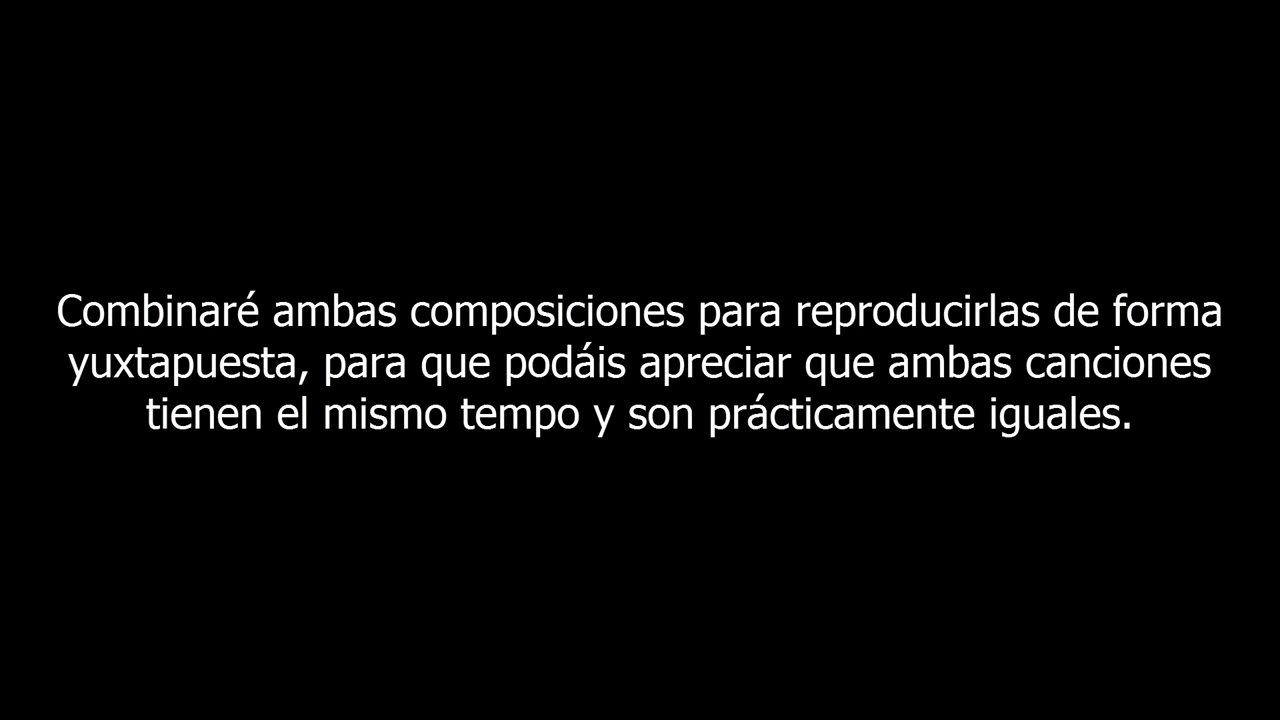 Combinaré ambas composiciones para reproducirlas de forma
yuxtapuesta, para que podáis apreciar que ambas canciones
tienen el mismo tempo y son prácticamente iguales.